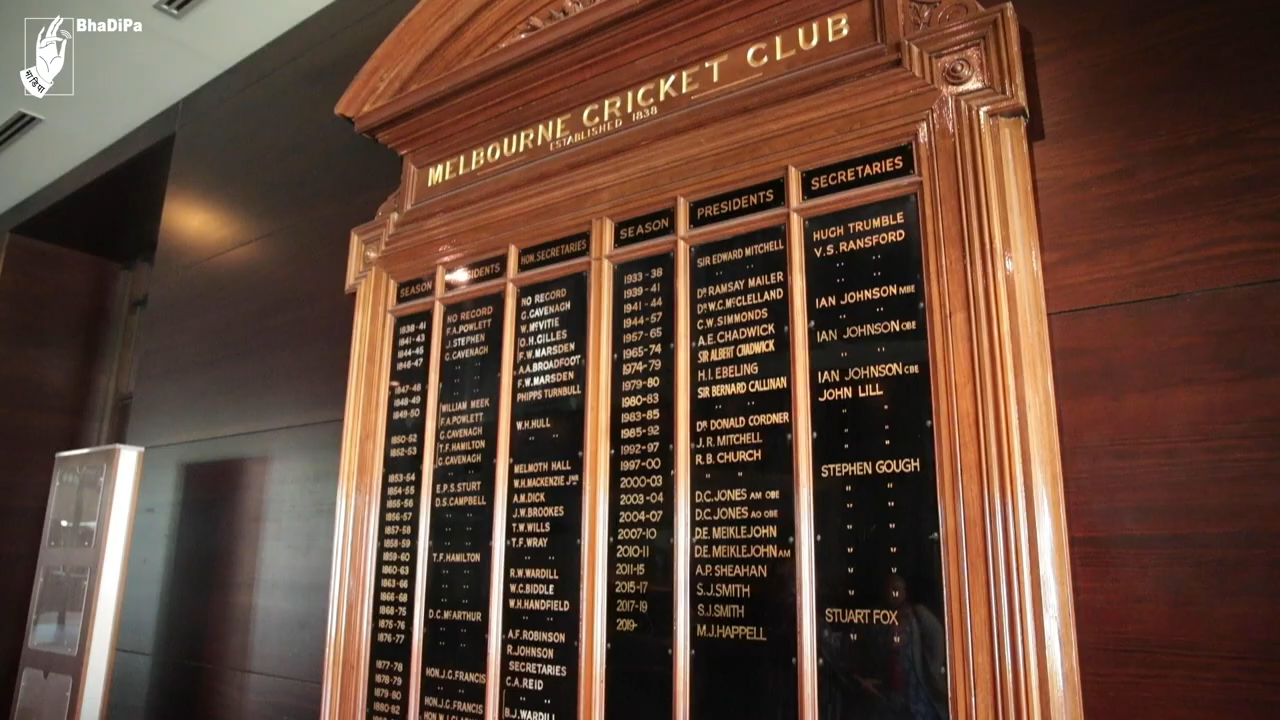 BhaDiPa
भाडिपा
MELBOURNE CRICKET CLUB
ESTABLISHED 1838
SEASON
1838-41
1841-43
1844-45
1846-47
1847-48
1848-49
1849-50
1850-52
1852-53
1853-54
1854-55
1855-56
1856-57
1857-58
1858-59
1859-60
1860-63
1863-66
1866-68
1868-75
1875-76
1876-77
1877-78
1878-79
1879-80
1880-82
NO RECORD
F.A.POWLETT
J.STEPHEN
G.CAVENAGH
" "
" "
WILLIAM MEEK
F.A.POWLETT
G.CAVENAGH
T.F.HAMILTON
G.CAVENAGH
" "
E.P.S.STURT
D.S.CAMPBELL
" "
" "
T.F.HAMILTON
" "
" "
D.C.McARTHUR
" "
" "
HON.J.G.FRANCIS
" "
HON.J.G.FRANCIS
HON.SECRETARIES
NO RECORD
G.CAVENAGH
W.McVITIE
O.H.GILLES
F.W.MARSDEN
A.A.BROADFOOT
F.W.MARSDEN
PHIPPS TURNBULL
W.H.HULL
" "
MELMOTH HALL
W.H.MACKENZIE JNR
A.M.DICK
J.W.BROOKES
T.W.WILLS
T.F.WRAY
" "
R.W.WARDILL
W.C.BIDDLE
W.H.HANDFIELD
" "
A.F.ROBINSON
R.JOHNSON
SECRETARIES
C.A.REID
" "
B.J.WARDILL
SEASON
1933-38
1939-41
1941-44
1944-57
1957-65
1965-74
1974-79
1979-80
1980-83
1983-85
1985-92
1992-97
1997-00
2000-03
2003-04
2004-07
2007-10
2010-11
2011-15
2015-17
2017-19
2019-
PRESIDENTS
SIR EDWARD MITCHELL
" "
DR RAMSAY MAILER
DR W.C.McCLELLAND
C.W.SIMMONDS
A.E.CHADWICK
SIR ALBERT CHADWICK
H.I.EBELING
SIR BERNARD CALLINAN
" "
DR DONALD CORDNER
J.R.MITCHELL
R.B.CHURCH
"
D.C.JONES AM OBE
D.C.JONES AO OBE
D.E.MEIKLEJOHN
D.E.MEIKLEJOHN AM
A.P.SHEAHAN
S.J.SMITH
S.J.SMITH
M.J.HAPPELL
SECRETARIES
HUGH TRUMBLE
V.S.RANSFORD
" "
" "
IAN JOHNSON MBE
" "
IAN JOHNSON OBE
" "
IAN JOHNSON CBE
JOHN LILL
" "
" "
" "
STEPHEN GOUGH
" "
" "
" "
" "
" "
" "
STUART FOX
" "